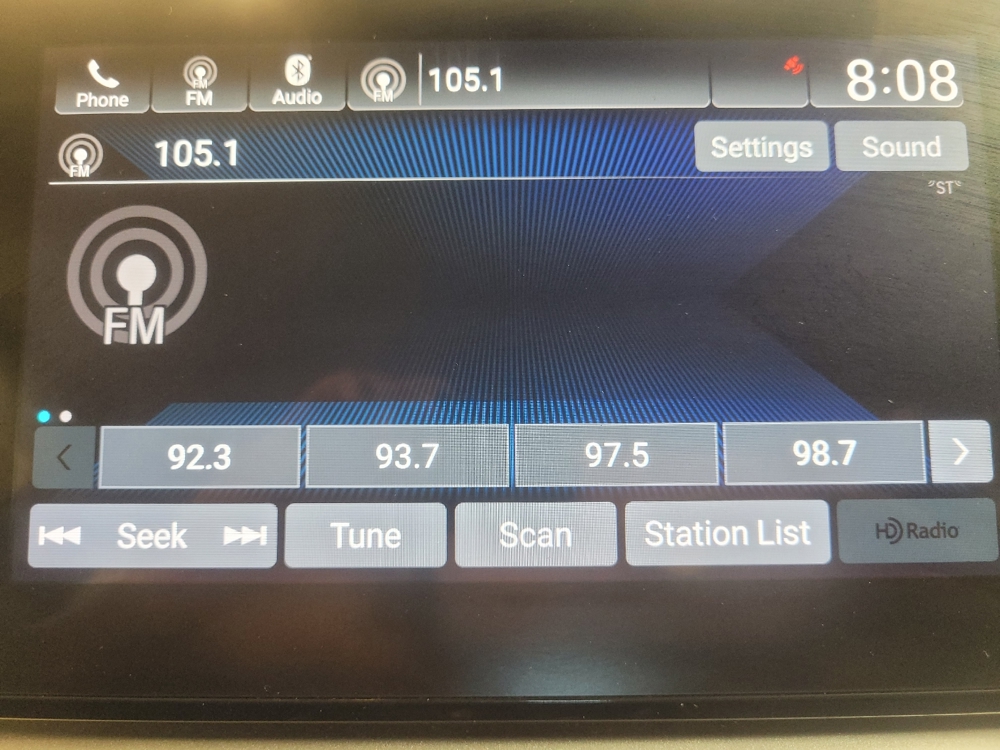 Phone FM FM Audio FM 105.1 8:08
FM 105.1 Settings Sound
"ST"
FM
< 92.3 93.7 97.5 98.7 >
Seek Tune Scan Station List HD Radio